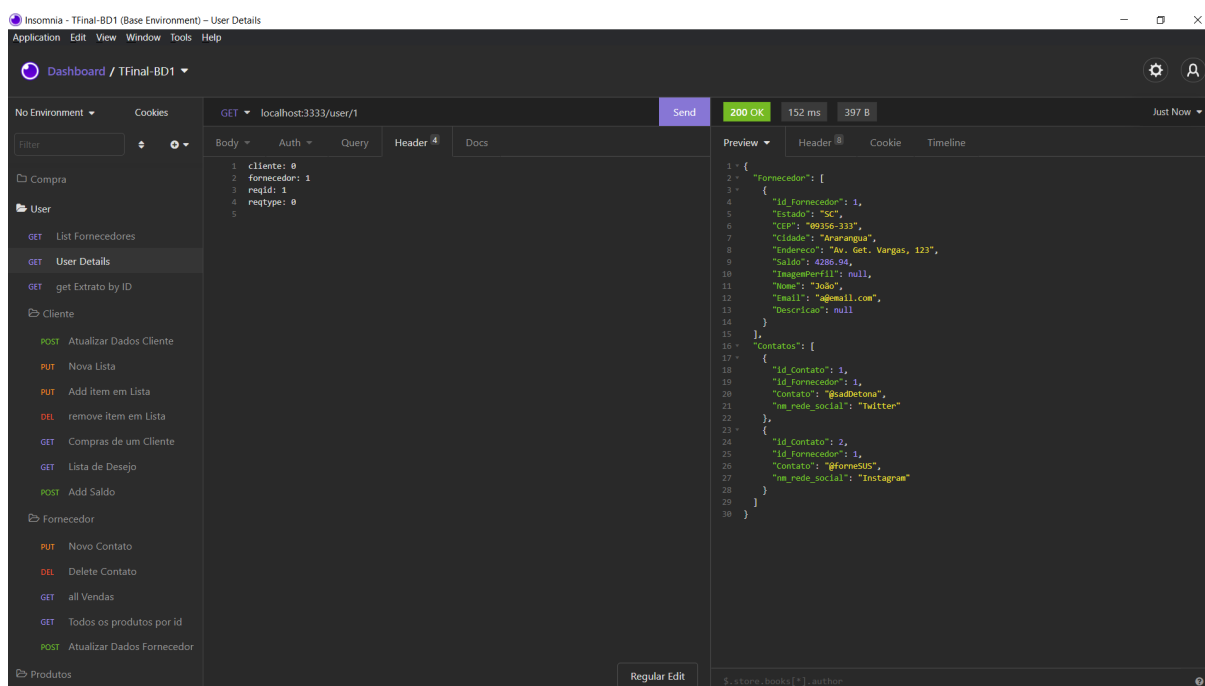 Insomnia - TFinal-BD1 (Base Environment) – User Details
Application Edit View Window Tools Help
Dashboard / TFinal-BD1
No Environment Cookies
Filter
Compra
User
GET List Fornecedores
GET User Details
GET get Extrato by ID
Cliente
POST Atualizar Dados Cliente
PUT Nova Lista
PUT Add item em Lista
DEL remove item em Lista
GET Compras de um Cliente
GET Lista de Desejo
POST Add Saldo
Fornecedor
PUT Novo Contato
DEL Delete Contato
GET all Vendas
GET Todos os produtos por id
POST Atualizar Dados Fornecedor
Produtos
GET localhost:3333/user/1 Send
Body Auth Query Header 4 Docs
1 cliente: 0
2 fornecedor: 1
3 reqid: 1
4 reqtype: 0
5
Regular Edit
200 OK 152 ms 397 B Just Now
Preview Header 8 Cookie Timeline
1 {
2 "Fornecedor": [
3 {
4 "id_Fornecedor": 1,
5 "Estado": "SC",
6 "CEP": "09356-333",
7 "Cidade": "Ararangua",
8 "Endereco": "Av. Get. Vargas, 123",
9 "Saldo": 4286.94,
10 "ImagemPerfil": null,
11 "Nome": "João",
12 "Email": "a@email.com",
13 "Descricao": null
14 }
15 ],
16 "Contatos": [
17 {
18 "id_Contato": 1,
19 "id_Fornecedor": 1,
20 "Contato": "@sadDetona",
21 "nm_rede_social": "Twitter"
22 },
23 {
24 "id_Contato": 2,
25 "id_Fornecedor": 1,
26 "Contato": "@forneSUS",
27 "nm_rede_social": "Instagram"
28 }
29 ]
30 }
$.store.books[*].author